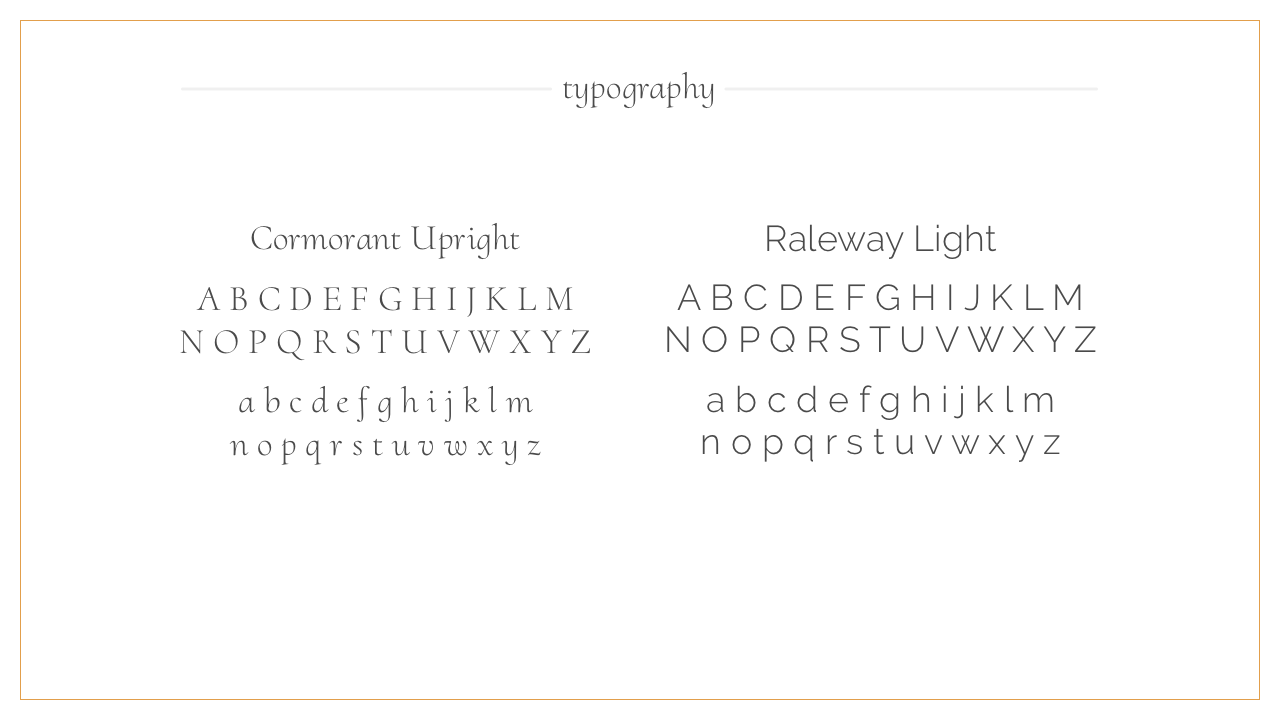 typography
Cormorant Upright
A B C D E F G H I J K L M
N O P Q R S T U V W X Y Z
a b c d e f g h i j k l m
n o p q r s t u v w x y z
Raleway Light
A B C D E F G H I J K L M
N O P Q R S T U V W X Y Z
a b c d e f g h i j k l m
n o p q r s t u v w x y z